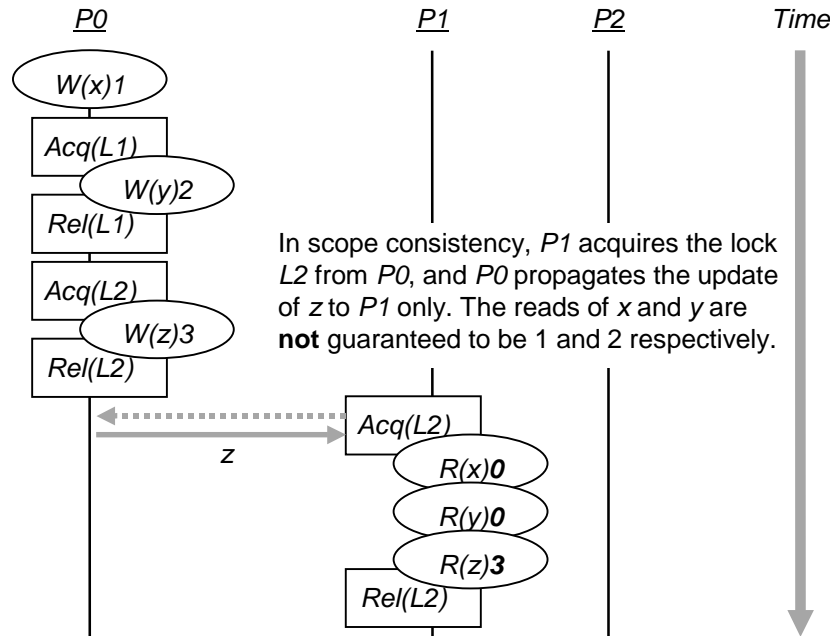 P0 P1 P2 Time
W(x)1
Acq(L1)
W(y)2
Rel(L1)
Acq(L2)
W(z)3
Rel(L2)
In scope consistency, P1 acquires the lock
L2 from P0, and P0 propagates the update
of z to P1 only. The reads of x and y are
not guaranteed to be 1 and 2 respectively.
Acq(L2)
z
R(x)0
R(y)0
R(z)3
Rel(L2)